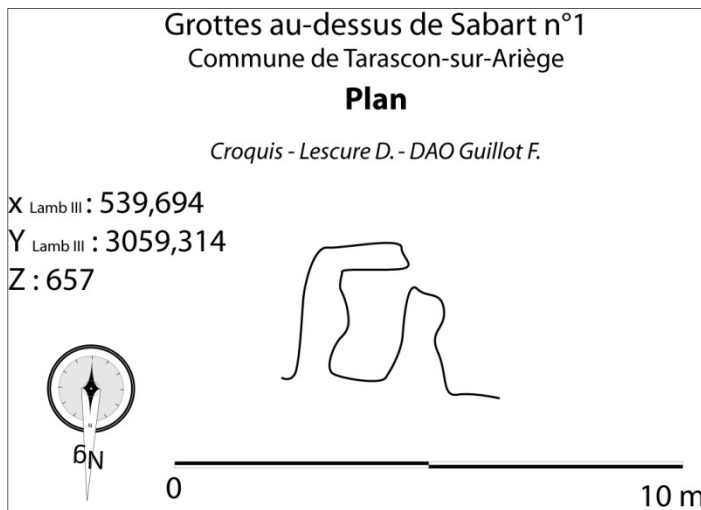 Grottes au-dessus de Sabart n°1
Commune de Tarascon-sur-Ariège
Plan
Croquis - Lescure D. - DAO Guillot F.
x Lamb III : 539,694
Y Lamb III : 3059,314
Z : 657
N
Ng
0
10 m